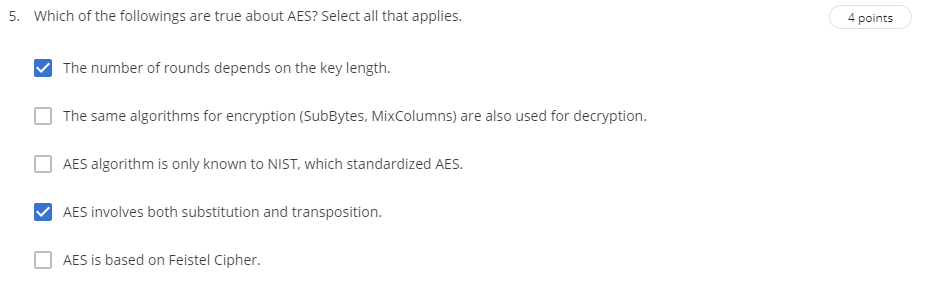 5. Which of the followings are true about AES? Select all that applies.
4 points
The number of rounds depends on the key length.
The same algorithms for encryption (SubBytes, MixColumns) are also used for decryption.
AES algorithm is only known to NIST, which standardized AES.
AES involves both substitution and transposition.
AES is based on Feistel Cipher.